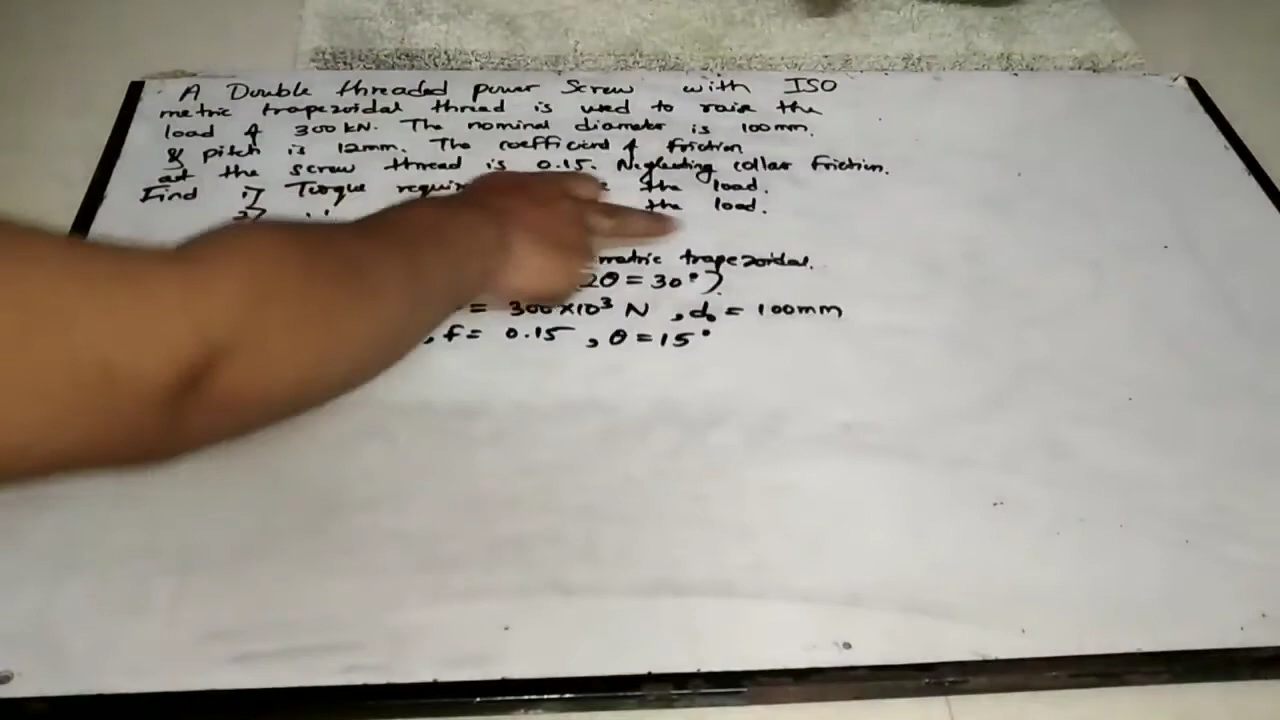 A Double threaded power Screw with ISO
metric trapezoidal thread is used to raise the
load of 300 kN. The nominal diameter is 100mm.
& pitch is 12mm. The coefficient of friction
at the screw thread is 0.15. Neglecting collar friction.
Find 1) Torque the load.
2) the load.
metric trapezoidal.
(2θ = 30°)
= 300×10³ N , d₀ = 100mm
, f = 0.15 , θ = 15°